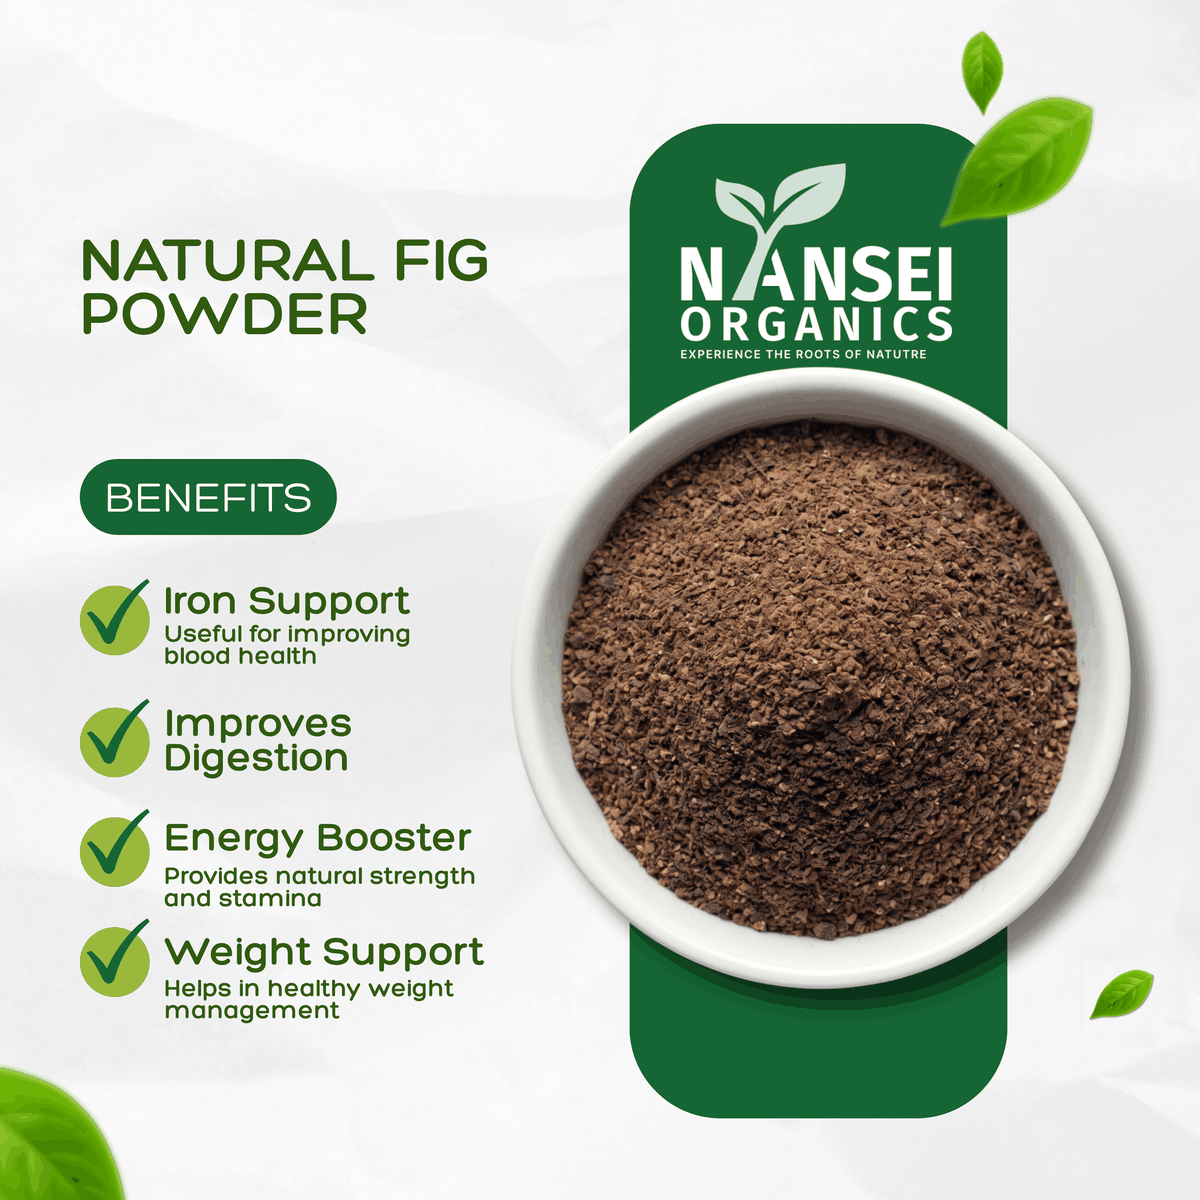 NATURAL FIG
POWDER
NANSEI
ORGANICS
EXPERIENCE THE ROOTS OF NATUTRE
BENEFITS
Iron Support
Useful for improving
blood health
Improves
Digestion
Energy Booster
Provides natural strength
and stamina
Weight Support
Helps in healthy weight
management